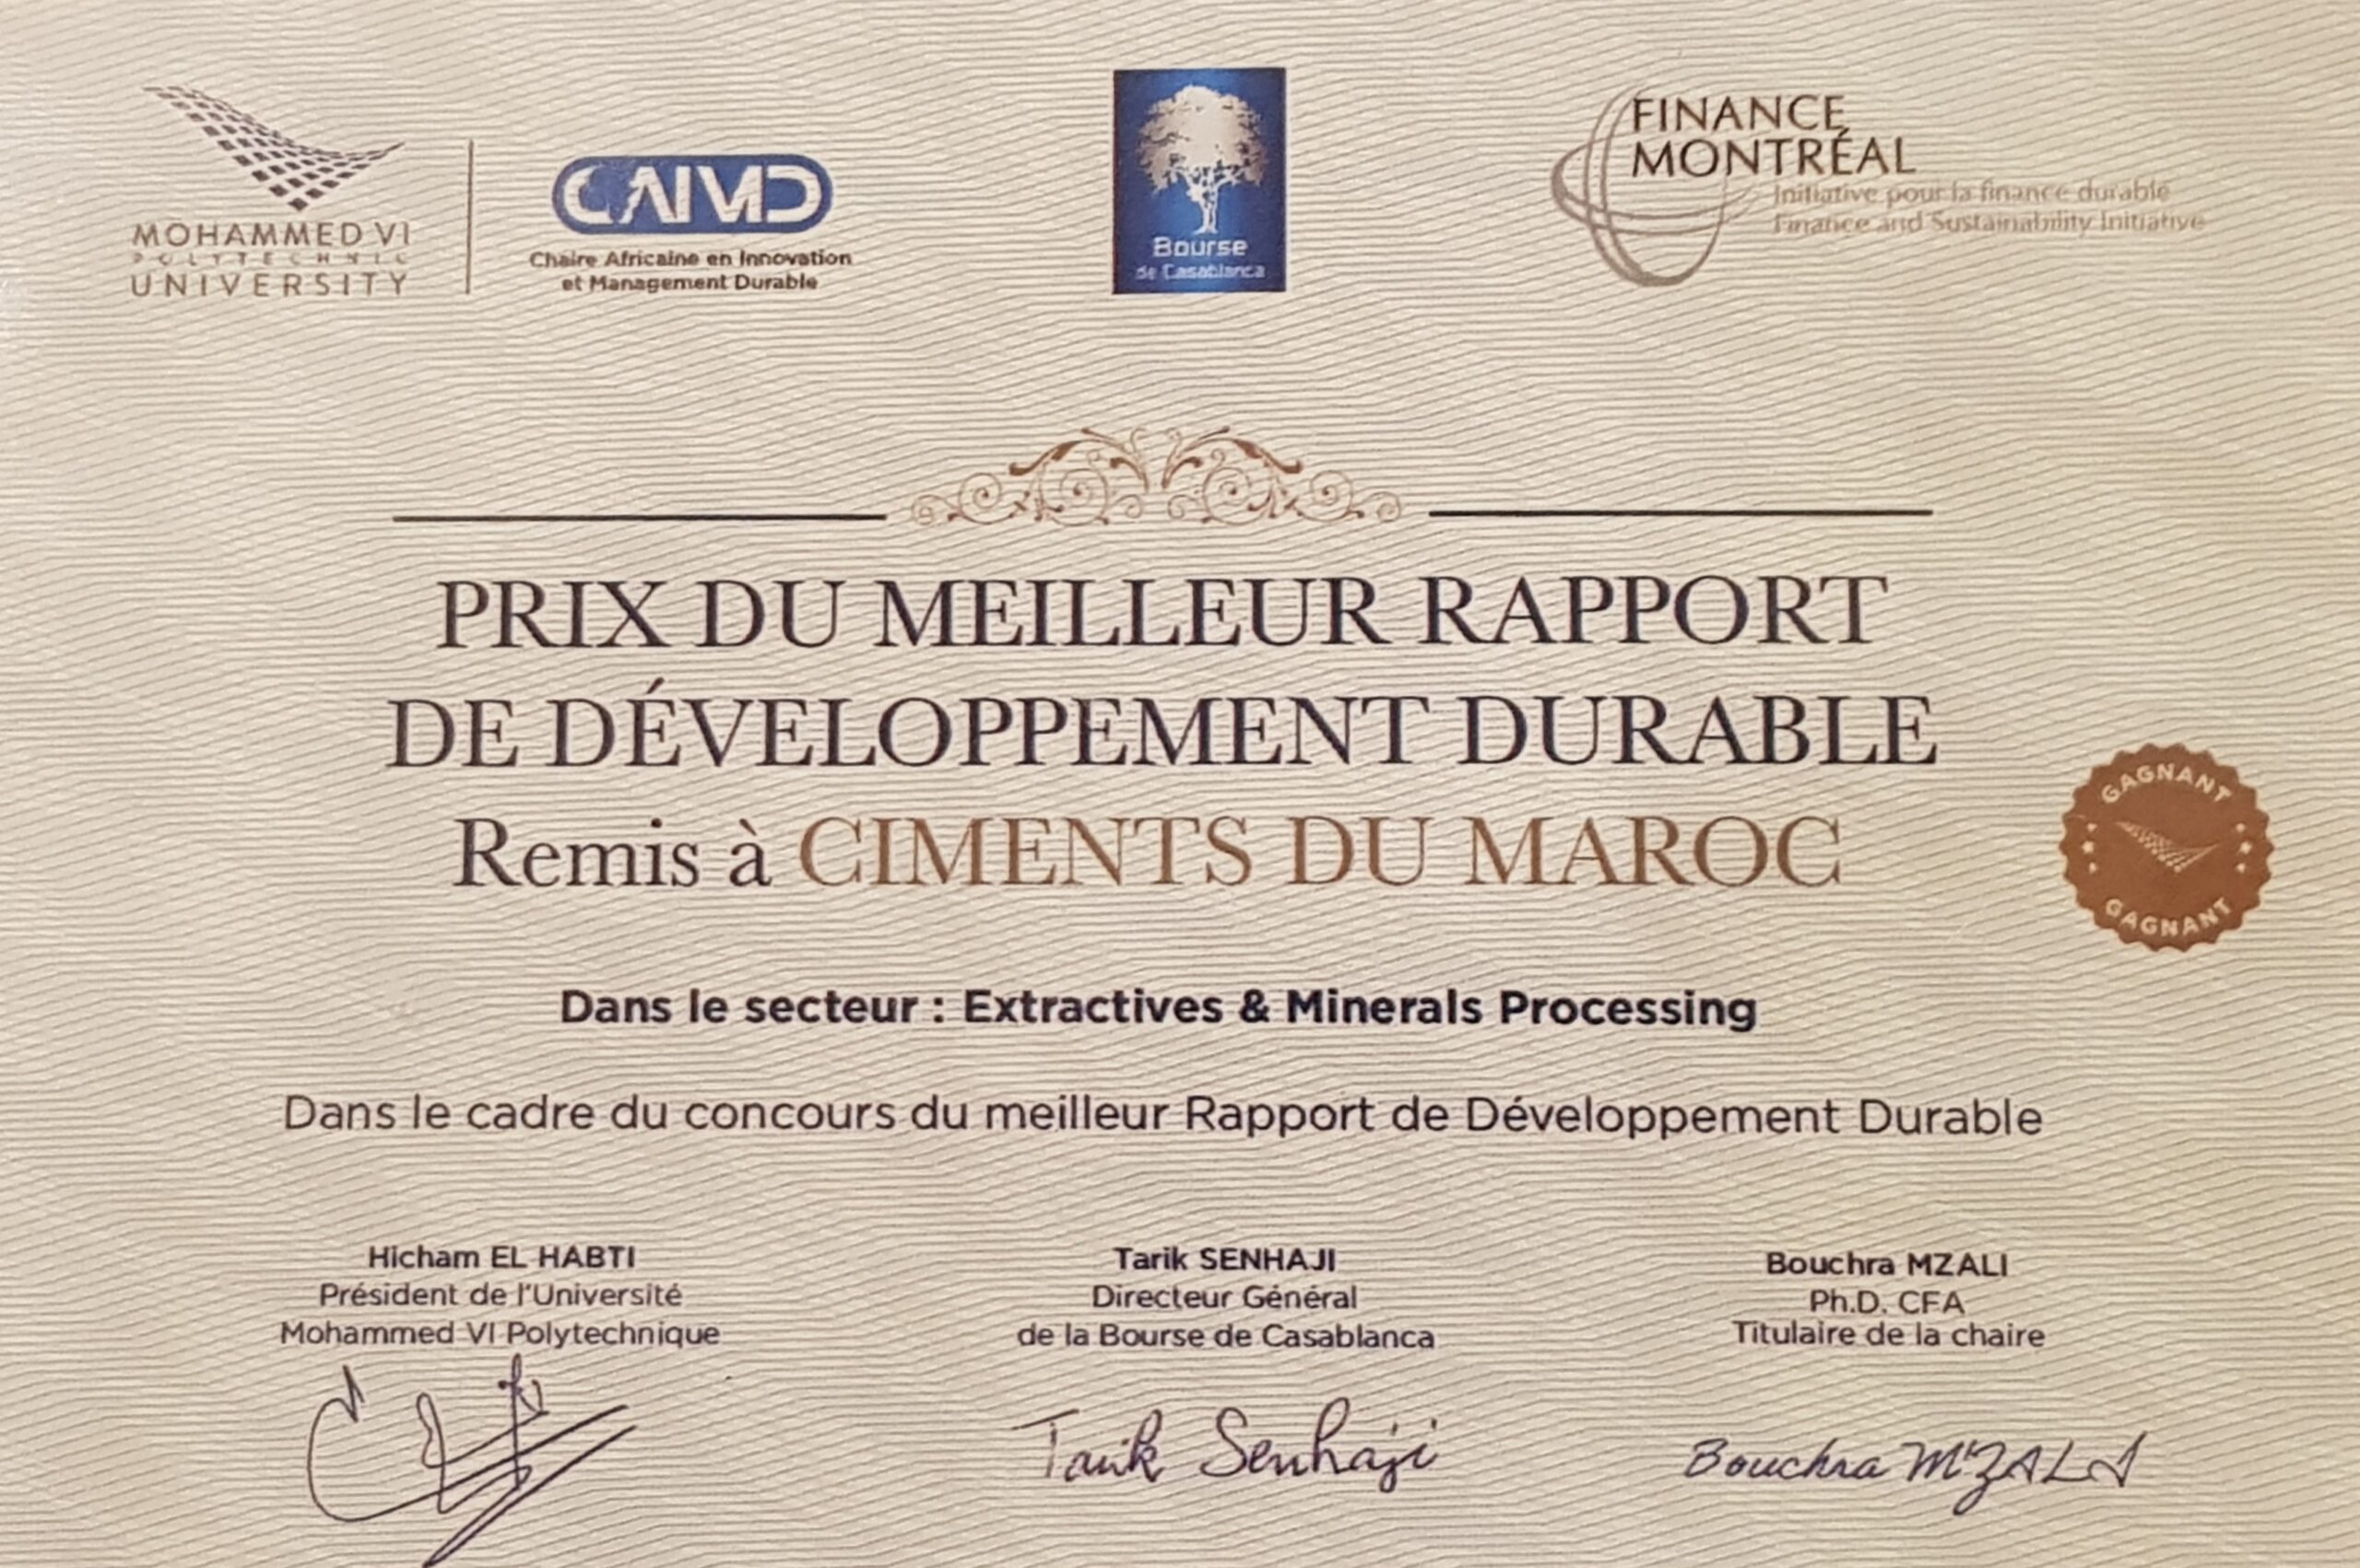 MOHAMMED VI
POLYTECHNIC
UNIVERSITY
CAIMD
Chaire Africaine en Innovation
et Management Durable
Bourse
de Casablanca
FINANCE
MONTRÉAL
Initiative pour la finance durable
Finance and Sustainability Initiative
PRIX DU MEILLEUR RAPPORT
DE DÉVELOPPEMENT DURABLE
Remis à CIMENTS DU MAROC
GAGNANT
GAGNANT
Dans le secteur : Extractives & Minerals Processing
Dans le cadre du concours du meilleur Rapport de Développement Durable
Hicham EL HABTI
Président de l'Université
Mohammed VI Polytechnique
Tarik SENHAJI
Directeur Général
de la Bourse de Casablanca
Tarik Senhaji
Bouchra MZALI
Ph.D. CFA
Titulaire de la chaire
Bouchra M'ZALI